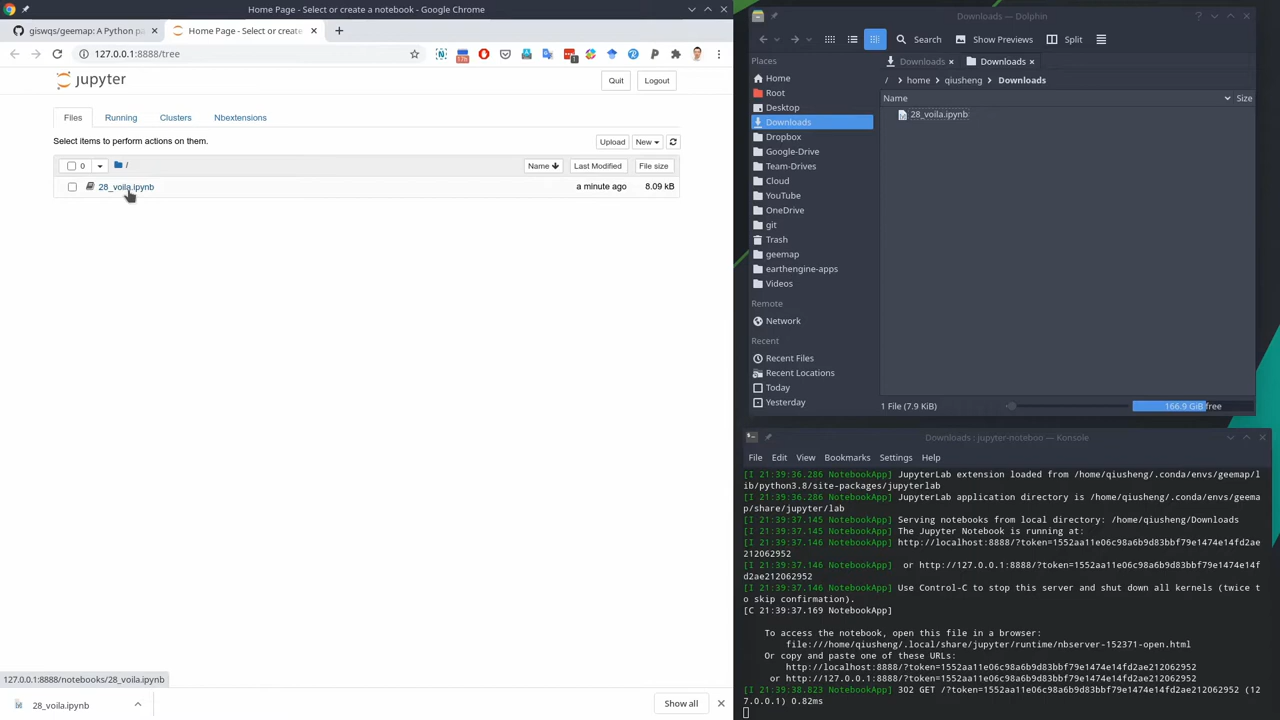 Home Page - Select or create a notebook - Google Chrome
giswqs/geemap: A Python pa
Home Page - Select or create
127.0.0.1:8888/tree
jupyter
Quit
Logout
Files
Running
Clusters
Nbextensions
Select items to perform actions on them.
Upload
New
0
/
Name
Last Modified
File size
28_voila.ipynb
a minute ago
8.09 kB
127.0.0.1:8888/notebooks/28_voila.ipynb
28_voila.ipynb
Show all
Downloads — Dolphin
Search
Show Previews
Split
Places
Home
Root
Desktop
Downloads
Dropbox
Google-Drive
Team-Drives
Cloud
YouTube
OneDrive
git
Trash
geemap
earthengine-apps
Videos
Remote
Network
Recent
Recent Files
Recent Locations
Today
Yesterday
Downloads
Downloads
/ home qiusheng Downloads
Name
Size
28_voila.ipynb
1 File (7.9 KiB)
166.9 GiB free
Downloads : jupyter-noteboo — Konsole
File Edit View Bookmarks Settings Help
[I 21:39:36.286 NotebookApp] JupyterLab extension loaded from /home/qiusheng/.conda/envs/geemap/l
ib/python3.8/site-packages/jupyterlab
[I 21:39:36.286 NotebookApp] JupyterLab application directory is /home/qiusheng/.conda/envs/geema
p/share/jupyter/lab
[I 21:39:37.145 NotebookApp] Serving notebooks from local directory: /home/qiusheng/Downloads
[I 21:39:37.145 NotebookApp] The Jupyter Notebook is running at:
[I 21:39:37.146 NotebookApp] http://localhost:8888/?token=1552aa11e06c98a6b9d83bbf79e1474e14fd2ae
212062952
[I 21:39:37.146 NotebookApp]  or http://127.0.0.1:8888/?token=1552aa11e06c98a6b9d83bbf79e1474e14f
d2ae212062952
[I 21:39:37.146 NotebookApp] Use Control-C to stop this server and shut down all kernels (twice t
o skip confirmation).
[C 21:39:37.169 NotebookApp]
To access the notebook, open this file in a browser:
file:///home/qiusheng/.local/share/jupyter/runtime/nbserver-152371-open.html
Or copy and paste one of these URLs:
http://localhost:8888/?token=1552aa11e06c98a6b9d83bbf79e1474e14fd2ae212062952
or http://127.0.0.1:8888/?token=1552aa11e06c98a6b9d83bbf79e1474e14fd2ae212062952
[I 21:39:38.823 NotebookApp] 302 GET /?token=1552aa11e06c98a6b9d83bbf79e1474e14fd2ae212062952 (12
7.0.0.1) 0.82ms